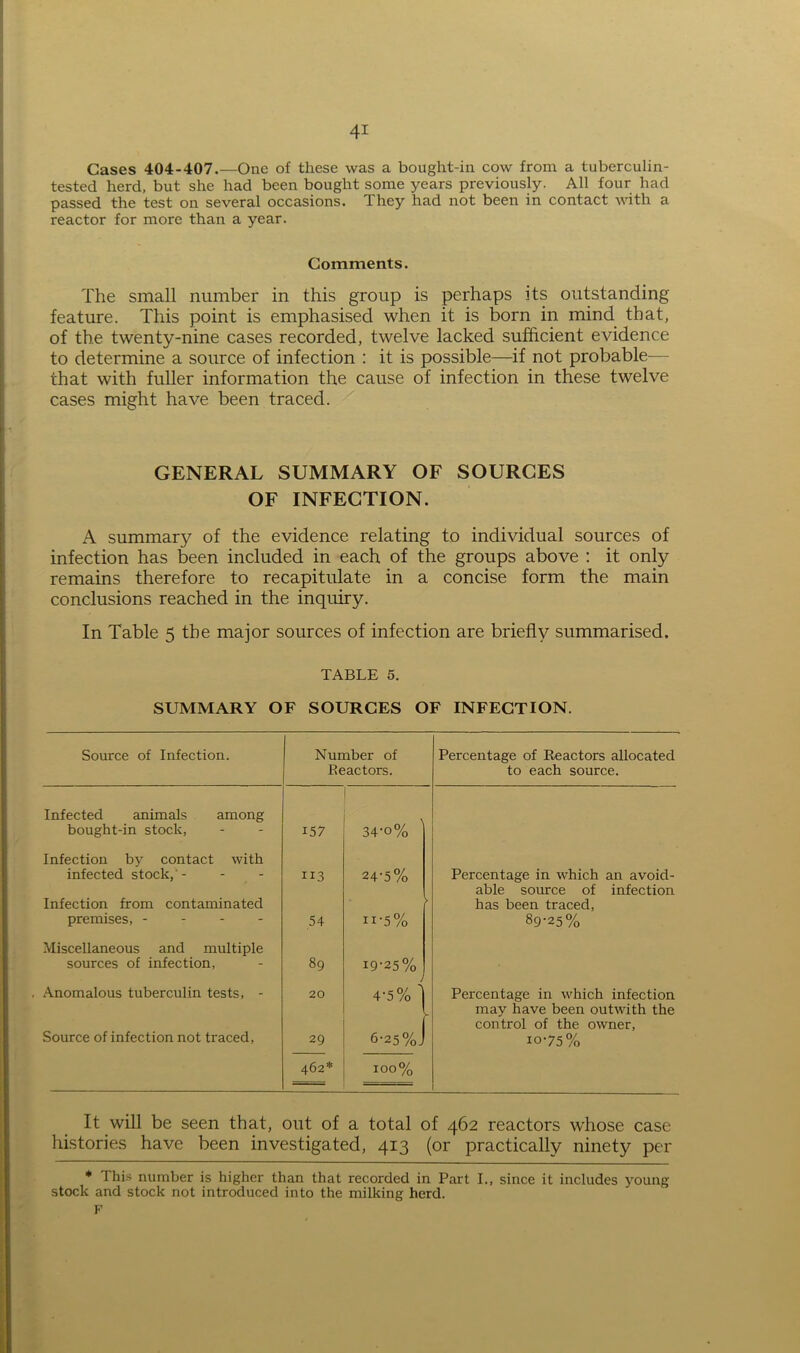 41
Cases 404-407.—One of these was a bought-in cow from a tuberculin-
tested herd, but she had been bought some years previously. All four had
passed the test on several occasions. They had not been in contact with a
reactor for more than a year.
Comments.
The small number in this group is perhaps its outstanding
feature. This point is emphasised when it is born in mind that,
of the twenty-nine cases recorded, twelve lacked sufficient evidence
to determine a source of infection : it is possible—if not probable—
that with fuller information the cause of infection in these twelve
cases might have been traced.
GENERAL SUMMARY OF SOURCES
OF INFECTION.
A summary of the evidence relating to individual sources of
infection has been included in each of the groups above : it only
remains therefore to recapitulate in a concise form the main
conclusions reached in the inquiry.
In Table 5 the major sources of infection are briefly summarised.
TABLE 5.
SUMMARY OF SOURCES OF INFECTION.
Source of Infection. Number of Percentage of Reactors allocated
Reactors. to each source.
Infected animals among
bought-in stock, - - 157 34·0%
Infection by contact with
infected stock, - - - 113 24·5% Percentage in which an avoid-
able source of infection
Infection from contaminated has been traced,
premises, - - - - 54 11·5% 89·25%
Miscellaneous and multiple
sources of infection, - 89 19·25%
Anomalous tuberculin tests, - 20 4·5% Percentage in which infection
may have been outwith the
control of the owner,
Source of infection not traced, 29 6·25% 10·75%
462* 100%
It will be seen that, out of a total of 462 reactors whose case
histories have been investigated, 413 (or practically ninety per
* This number is higher than that recorded in Part I., since it includes young
stock and stock not introduced into the milking herd.
F